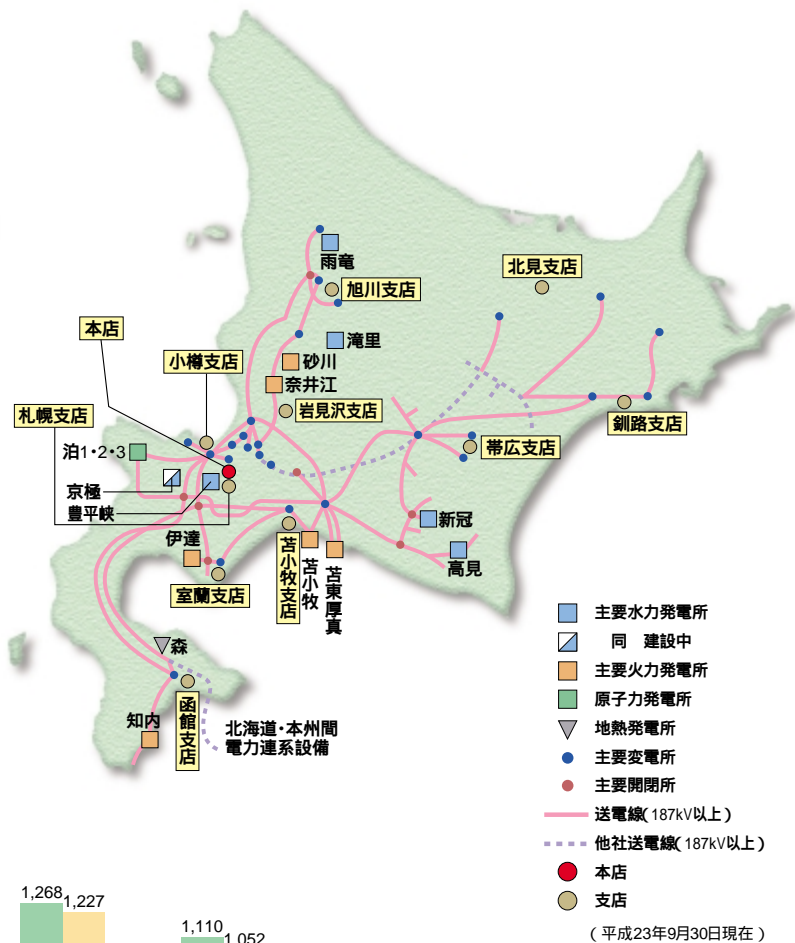 雨竜
旭川支店
北見支店
本店
滝里
小樽支店
砂川
奈井江
札幌支店
岩見沢支店
釧路支店
泊1・2・3
帯広支店
京極
豊平峡
新冠
伊達
高見
室蘭支店
苫小牧支店
苫小牧
苫東厚真
森
函館支店
知内
北海道・本州間
電力連系設備
主要水力発電所
同　建設中
主要火力発電所
原子力発電所
地熱発電所
主要変電所
主要開閉所
送電線(187kV以上)
他社送電線(187kV以上)
本店
支店
(平成23年9月30日現在)
1,268
1,227
1,110
1,052